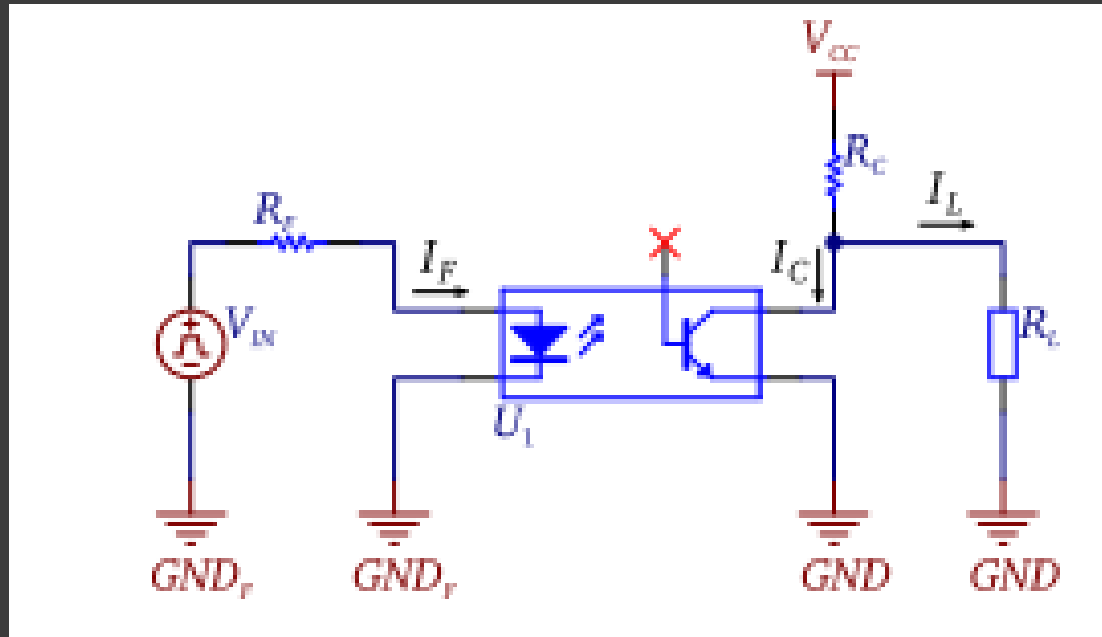 V_CC
R_C
I_L
R_F
I_F
I_C
V_IN
R_L
U_1
GND_F
GND_F
GND
GND